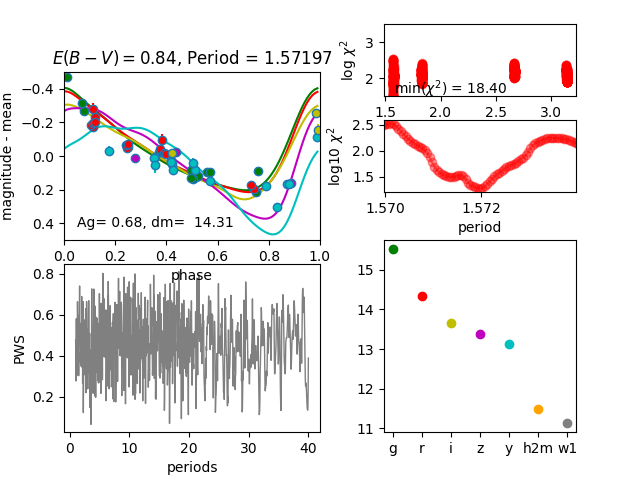 E(B − V) = 0.84, Period = 1.57197
magnitude - mean
−0.4
−0.2
0.0
0.2
0.4
Ag= 0.68, dm=  14.31
0.0 0.2 0.4 0.6 0.8 1.0
phase
log χ²
3
2
min(χ²) = 18.40
1.5 2.0 2.5 3.0
log10 χ²
2.5
2.0
1.5
1.570 1.572
period
PWS
0.8
0.6
0.4
0.2
0 10 20 30 40
periods
15
14
13
12
11
g r i z y h2m w1